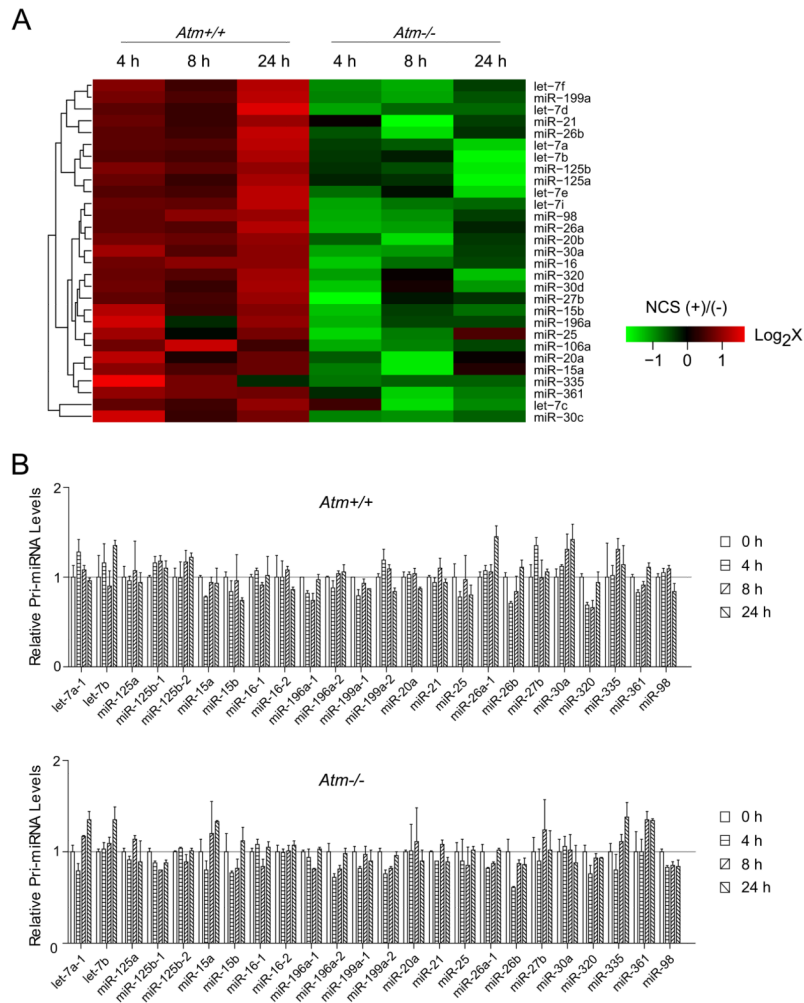 A
Atm+/+ Atm-/-
4 h 8 h 24 h 4 h 8 h 24 h
let−7f
miR−199a
let−7d
miR−21
miR−26b
let−7a
let−7b
miR−125b
miR−125a
let−7e
let−7i
miR−98
miR−26a
miR−20b
miR−30a
miR−16
miR−320
miR−30d
miR−27b
miR−15b
miR−196a
miR−25
miR−106a
miR−20a
miR−15a
miR−335
miR−361
let−7c
miR−30c
NCS (+)/(-)
Log2X
−1 0 1
B
Atm+/+
Relative Pri-miRNA Levels
2
1
0
0 h
4 h
8 h
24 h
let-7a-1 let-7b miR-125a miR-125b-1 miR-125b-2 miR-15a miR-15b miR-16-1 miR-16-2 miR-196a-1 miR-196a-2 miR-199a-1 miR-199a-2 miR-20a miR-21 miR-25 miR-26a-1 miR-26b miR-27b miR-30a miR-320 miR-335 miR-361 miR-98
Atm-/-
Relative Pri-miRNA Levels
2
1
0
0 h
4 h
8 h
24 h
let-7a-1 let-7b miR-125a miR-125b-1 miR-125b-2 miR-15a miR-15b miR-16-1 miR-16-2 miR-196a-1 miR-196a-2 miR-199a-1 miR-199a-2 miR-20a miR-21 miR-25 miR-26a-1 miR-26b miR-27b miR-30a miR-320 miR-335 miR-361 miR-98